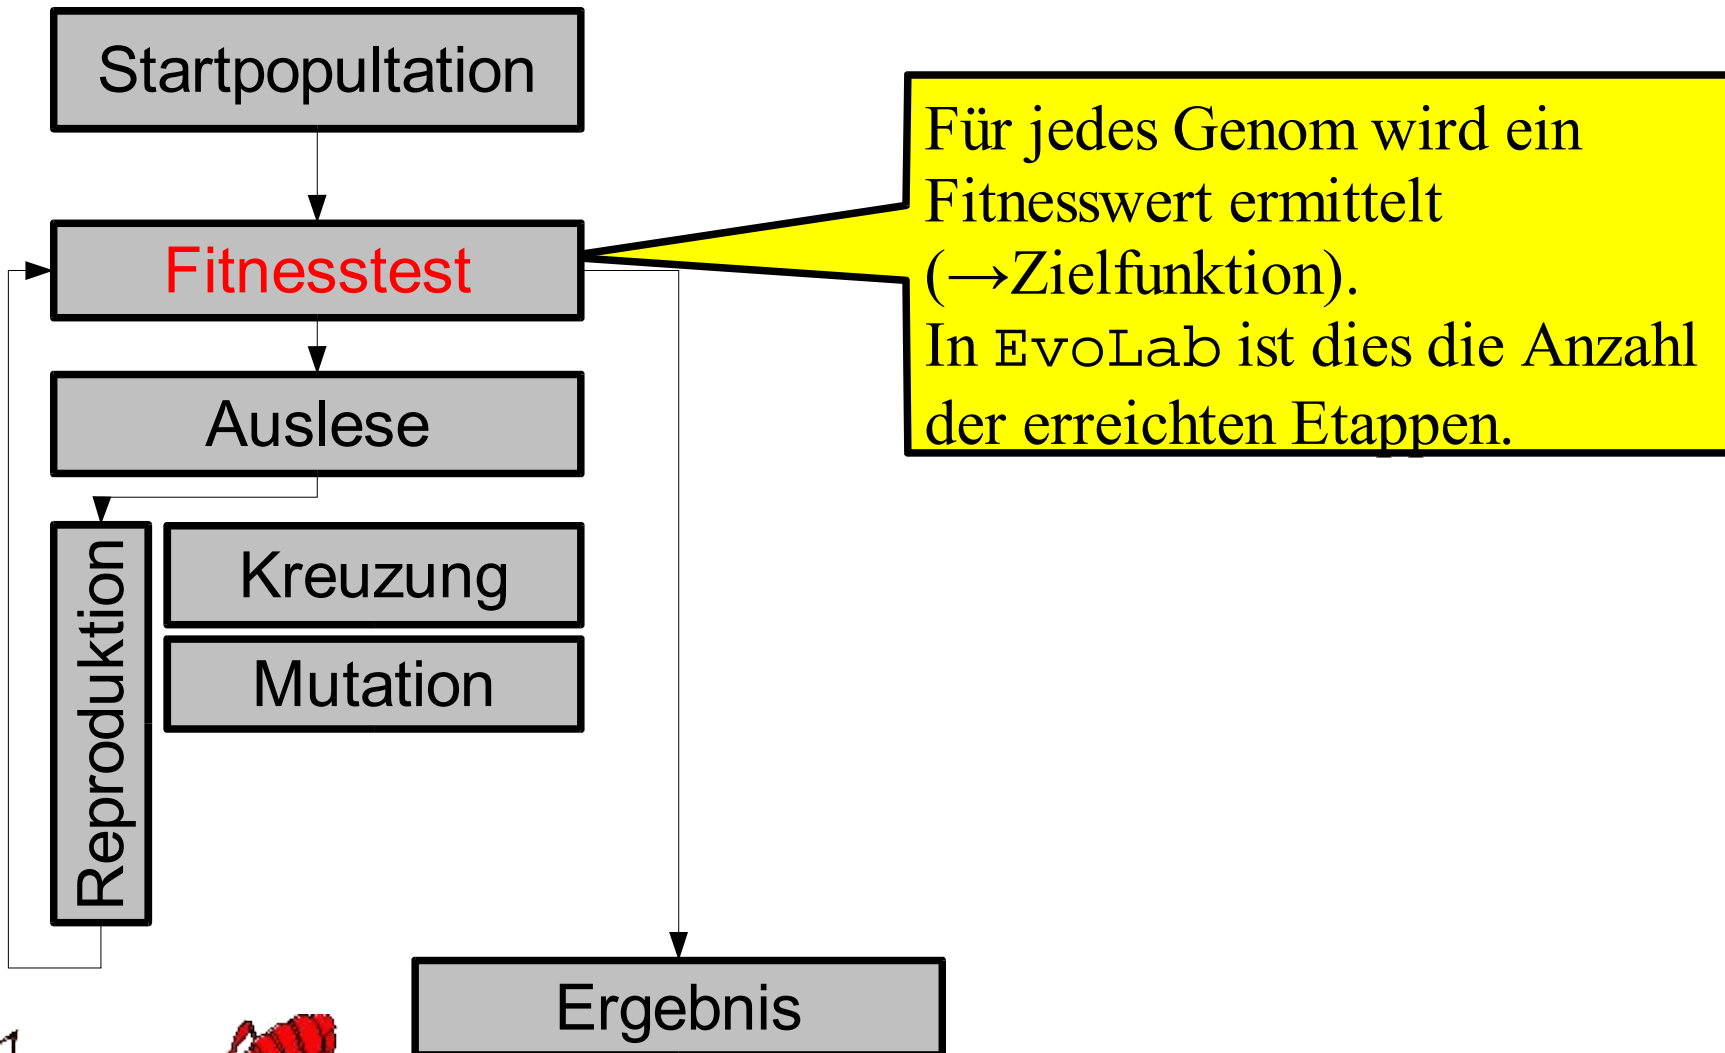 Startpopultation
Für jedes Genom wird ein
Fitnesswert ermittelt
(→Zielfunktion).
In EvoLab ist dies die Anzahl
der erreichten Etappen.
Fitnesstest
Auslese
Reproduktion
Kreuzung
Mutation
Ergebnis